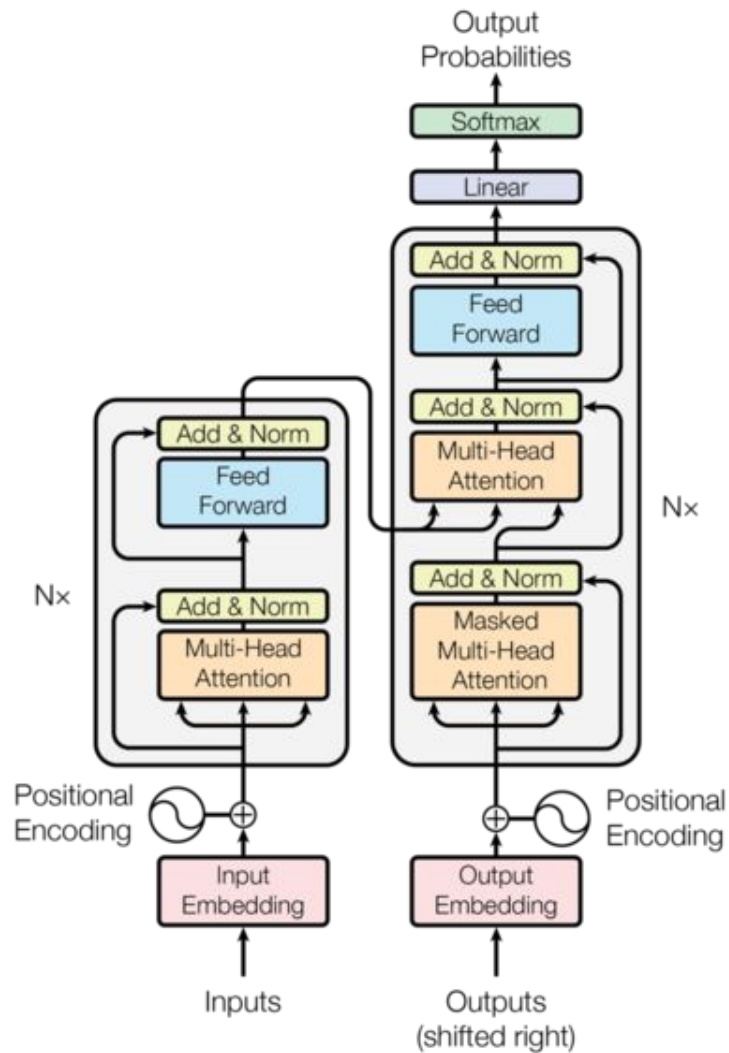 Output
Probabilities
Softmax
Linear
Add & Norm
Feed
Forward
Add & Norm
Multi-Head
Attention
Add & Norm
Masked
Multi-Head
Attention
Nx
Positional
Encoding
Output
Embedding
Outputs
(shifted right)
Add & Norm
Feed
Forward
Add & Norm
Multi-Head
Attention
Nx
Positional
Encoding
Input
Embedding
Inputs